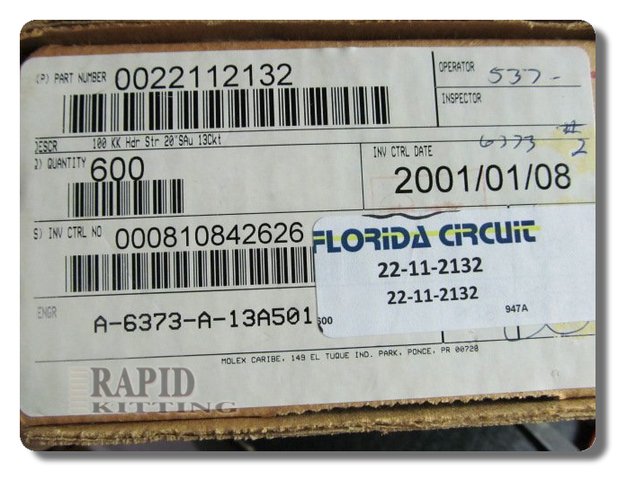 (P) PART NUMBER 0022112132
OPERATOR 537-
INSPECTOR
DESCR 100 KK Hdr Str 20"SAu 13Ckt
6373 #2
QUANTITY 600
INV CTRL DATE
2001/01/08
S) INV CTRL NO 000810842626
FLORIDA CIRCUIT
22-11-2132
22-11-2132
947A
ENGR A-6373-A-13A501
600
MOLEX CARIBE, 149 EL TUQUE IND. PARK, PONCE, PR 00728
RAPID
KITTING